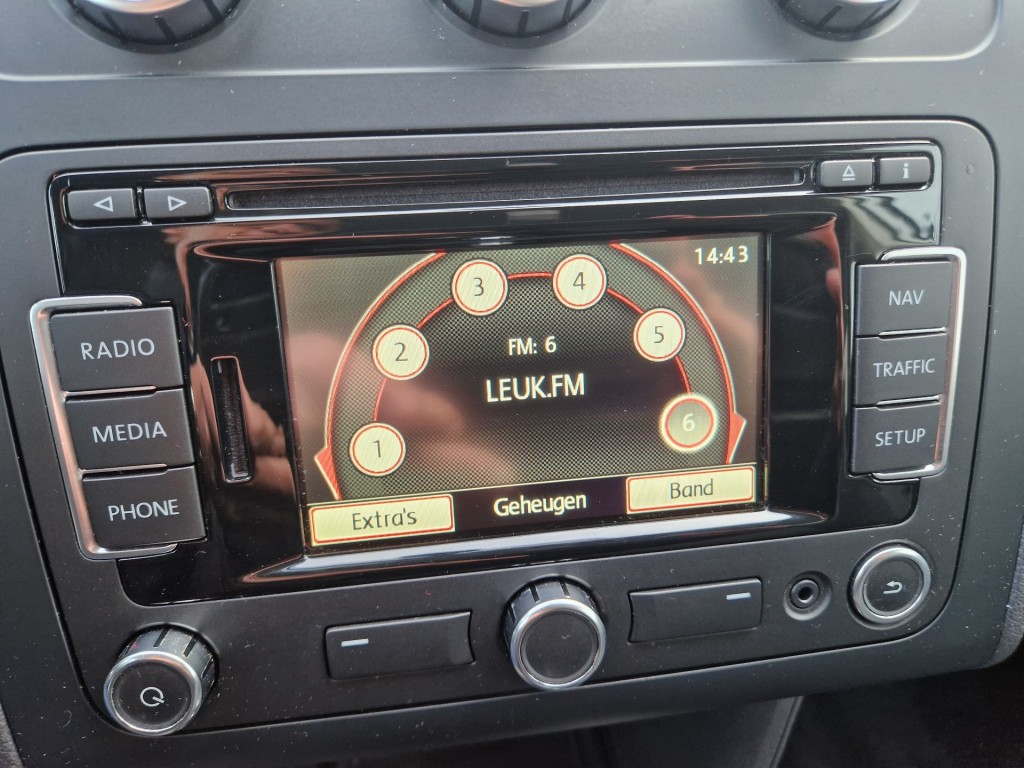 i
RADIO
MEDIA
PHONE
14:43
3
4
2
5
FM: 6
LEUK.FM
1
6
Extra's
Geheugen
Band
NAV
TRAFFIC
SETUP